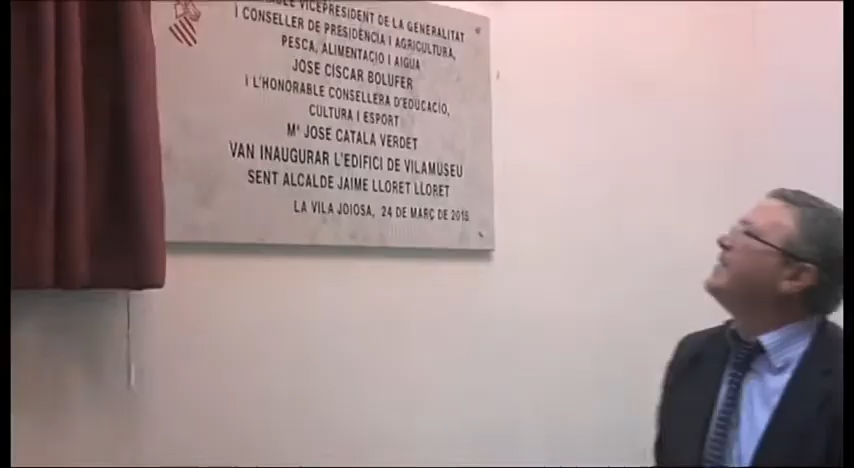 VICEPRESIDENT DE LA GENERALITAT
I CONSELLER DE PRESIDÈNCIA I AGRICULTURA,
PESCA, ALIMENTACIÓ I AIGUA
JOSE CÍSCAR BOLUFER
I L'HONORABLE CONSELLERA D'EDUCACIO,
CULTURA I ESPORT
Mª JOSE CATALÀ VERDET
VAN INAUGURAR L'EDIFICI DE VILAMUSEU
SENT ALCALDE JAIME LLORET LLORET
LA VILA JOIOSA, 24 DE MARÇ DE 2015